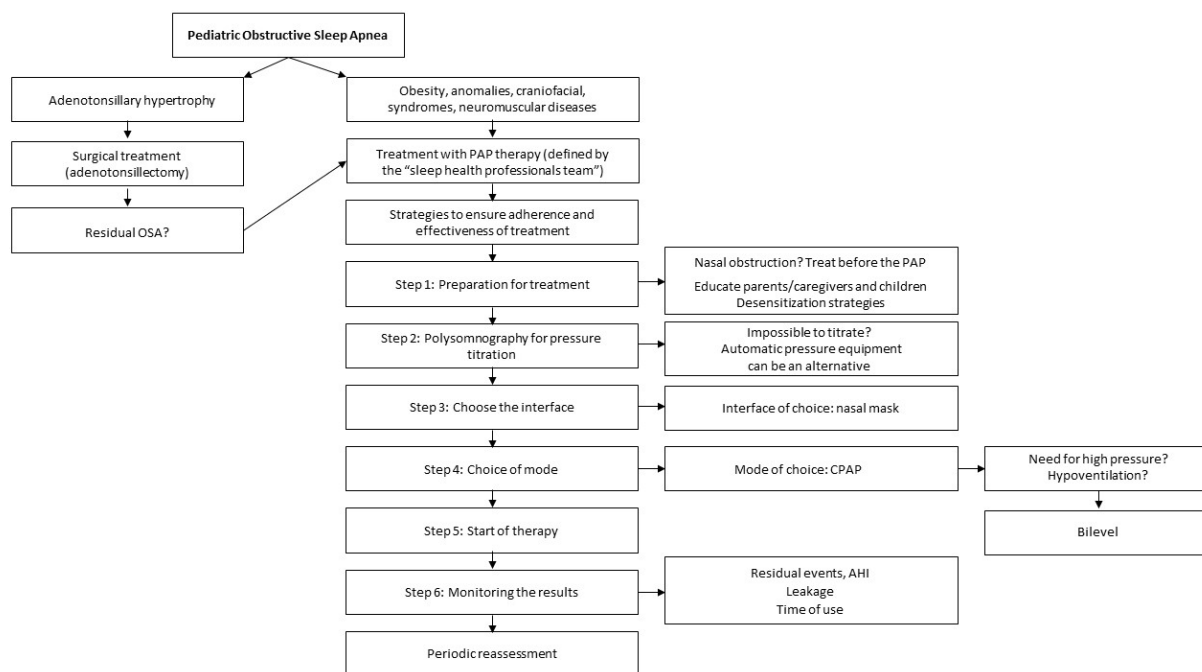 Pediatric Obstructive Sleep Apnea
Adenotonsillary hypertrophy
Obesity, anomalies, craniofacial,
syndromes, neuromuscular diseases
Surgical treatment
(adenotonsillectomy)
Treatment with PAP therapy (defined by
the “sleep health professionals team”)
Residual OSA?
Strategies to ensure adherence and
effectiveness of treatment
Step 1: Preparation for treatment
Nasal obstruction? Treat before the PAP
Educate parents/caregivers and children
Desensitization strategies
Step 2: Polysomnography for pressure
titration
Impossible to titrate?
Automatic pressure equipment
can be an alternative
Step 3: Choose the interface
Interface of choice: nasal mask
Step 4: Choice of mode
Mode of choice: CPAP
Need for high pressure?
Hypoventilation?
Step 5: Start of therapy
Bilevel
Step 6: Monitoring the results
Residual events, AHI
Leakage
Time of use
Periodic reassessment